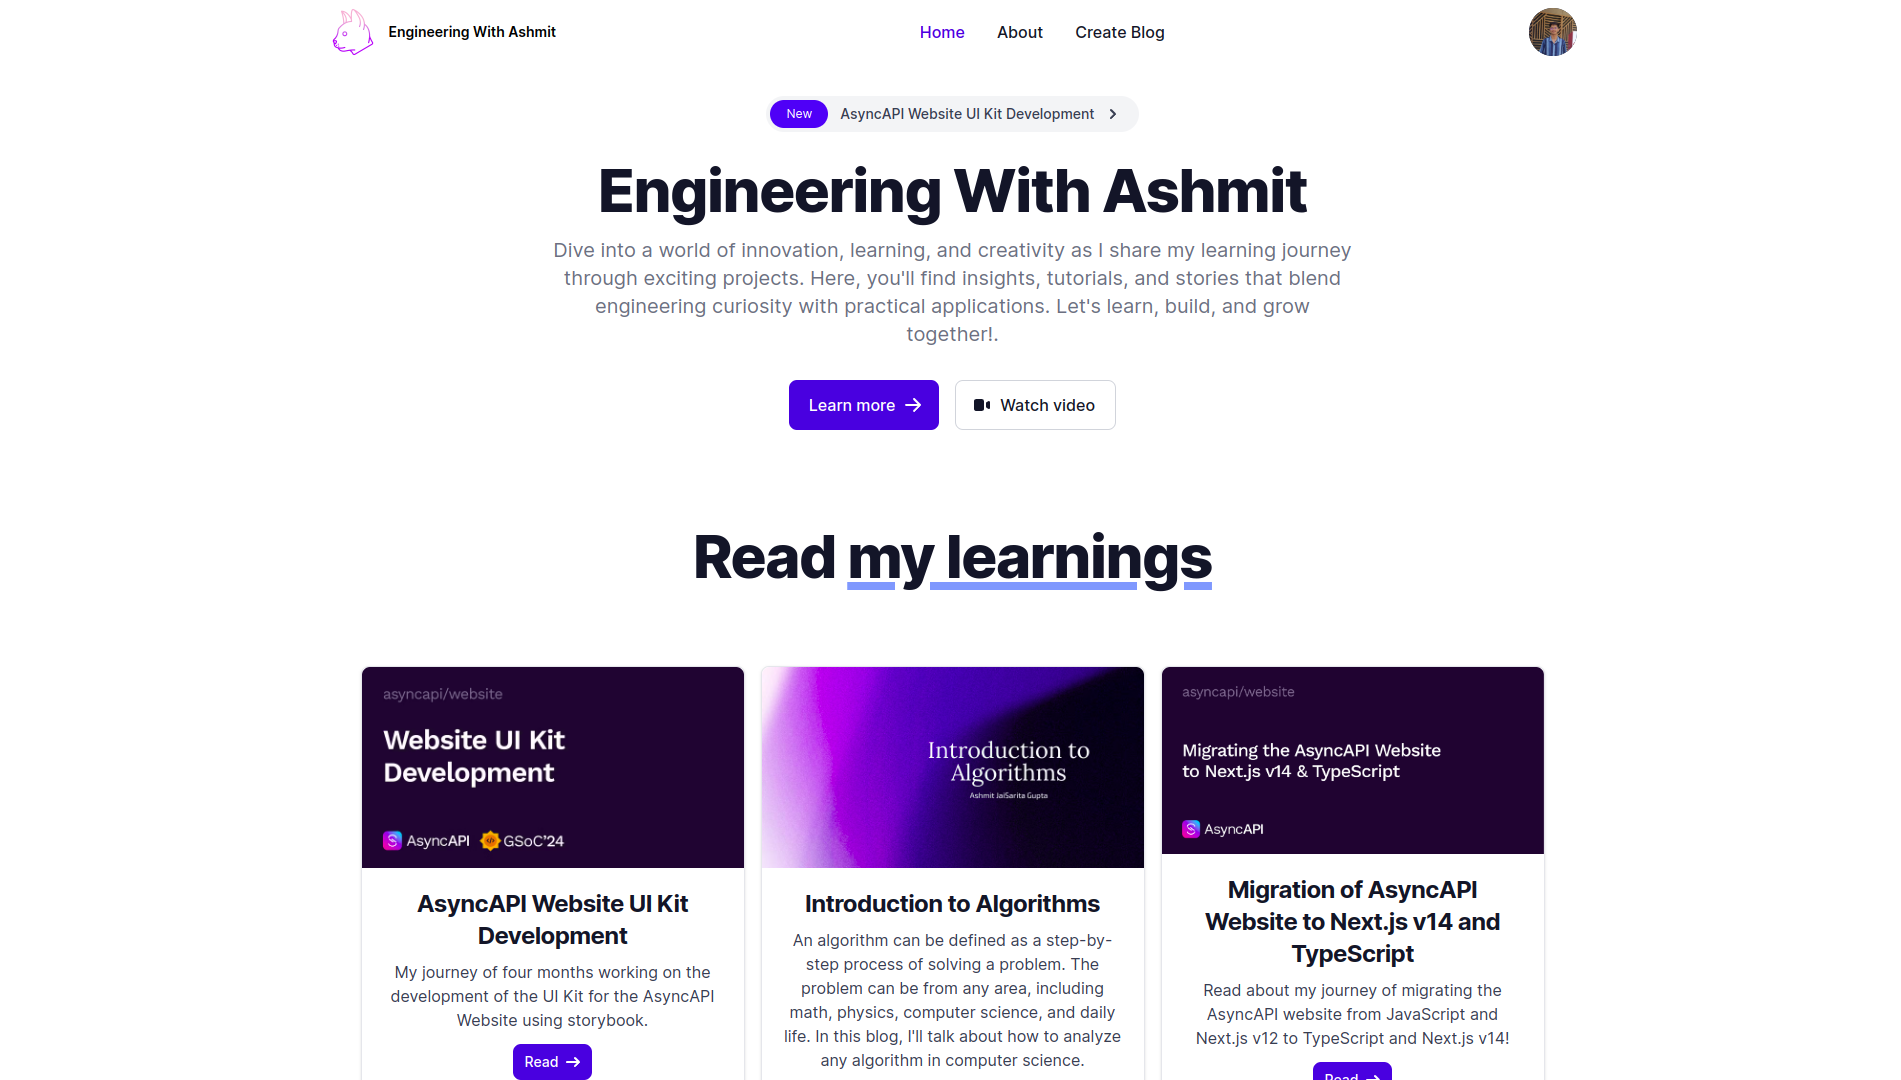 Engineering With Ashmit
Home
About
Create Blog
New
AsyncAPI Website UI Kit Development
Engineering With Ashmit
Dive into a world of innovation, learning, and creativity as I share my learning journey
through exciting projects. Here, you'll find insights, tutorials, and stories that blend
engineering curiosity with practical applications. Let's learn, build, and grow
together!.
Learn more
Watch video
Read my learnings
asyncapi/website
Website UI Kit
Development
AsyncAPI
GSoC'24
AsyncAPI Website UI Kit
Development
My journey of four months working on the
development of the UI Kit for the AsyncAPI
Website using storybook.
Read
Introduction to
Algorithms
Ashmit JaiSarita Gupta
Introduction to Algorithms
An algorithm can be defined as a step-by-
step process of solving a problem. The
problem can be from any area, including
math, physics, computer science, and daily
life. In this blog, I'll talk about how to analyze
any algorithm in computer science.
asyncapi/website
Migrating the AsyncAPI Website
to Next.js v14 & TypeScript
AsyncAPI
Migration of AsyncAPI
Website to Next.js v14 and
TypeScript
Read about my journey of migrating the
AsyncAPI website from JavaScript and
Next.js v12 to TypeScript and Next.js v14!
Read